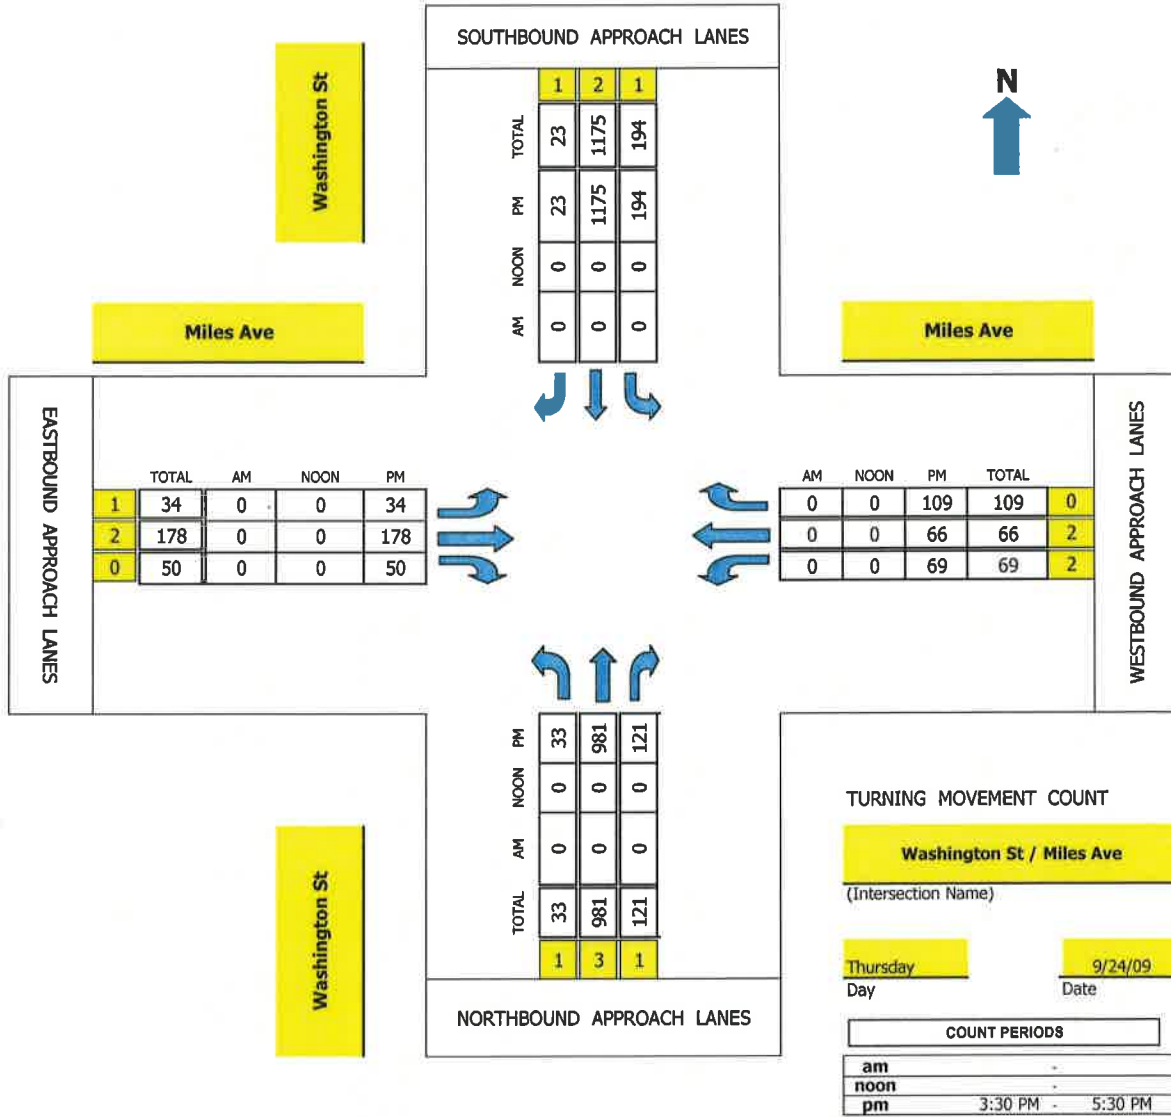 SOUTHBOUND APPROACH LANES
1 2 1
TOTAL 23 1175 194
PM 23 1175 194
NOON 0 0 0
AM 0 0 0
Washington St
N
Miles Ave
Miles Ave
EASTBOUND APPROACH LANES
TOTAL AM NOON PM
1 34 0 0 34
2 178 0 0 178
0 50 0 0 50
AM NOON PM TOTAL
0 0 109 109 0
0 0 66 66 2
0 0 69 69 2
WESTBOUND APPROACH LANES
PM 33 981 121
NOON 0 0 0
AM 0 0 0
TOTAL 33 981 121
1 3 1
NORTHBOUND APPROACH LANES
Washington St
TURNING MOVEMENT COUNT
Washington St / Miles Ave
(Intersection Name)
Thursday 9/24/09
Day Date
COUNT PERIODS
am -
noon -
pm 3:30 PM - 5:30 PM